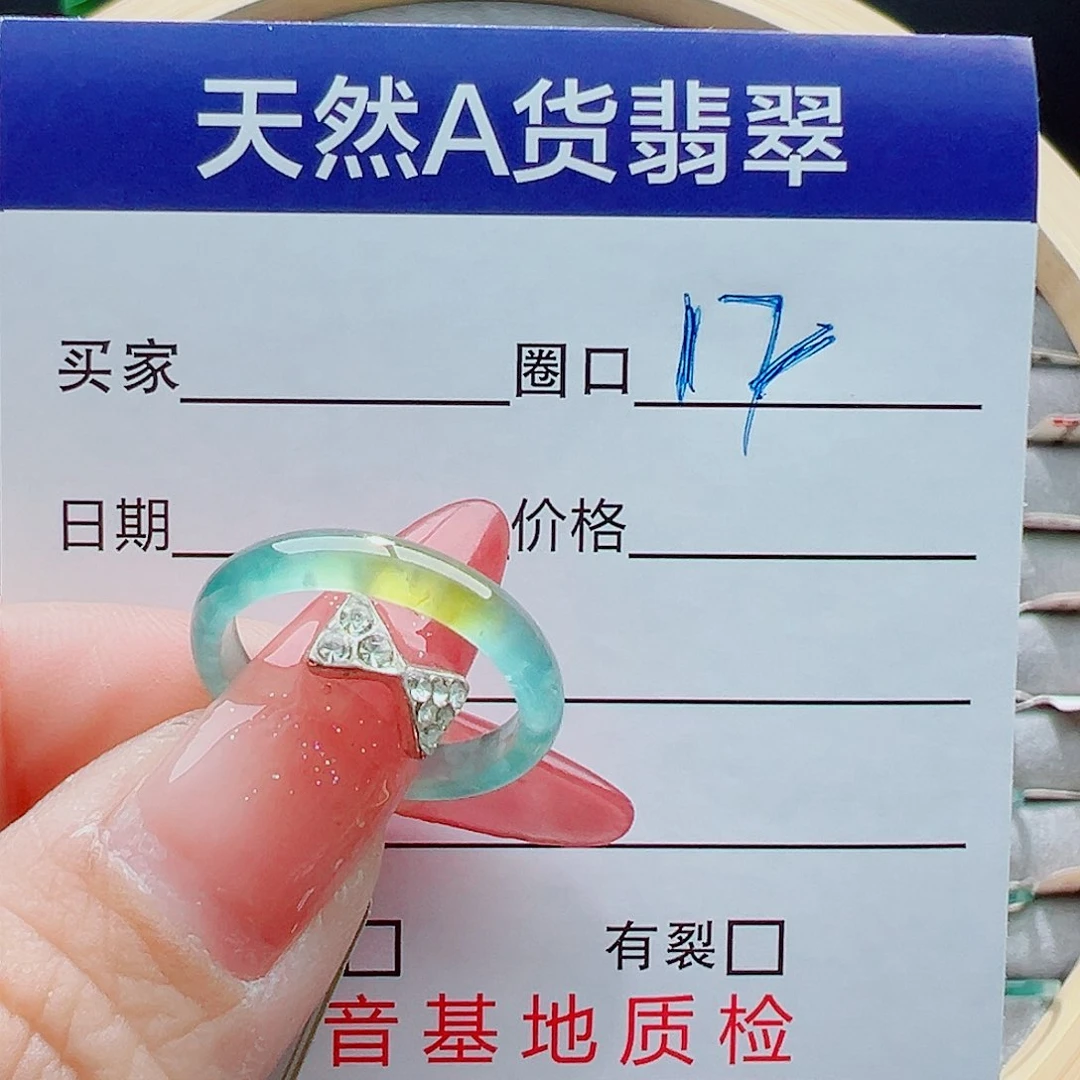 天然A货翡翠
买家 圈口 17
日期 价格
有裂
音基地质检